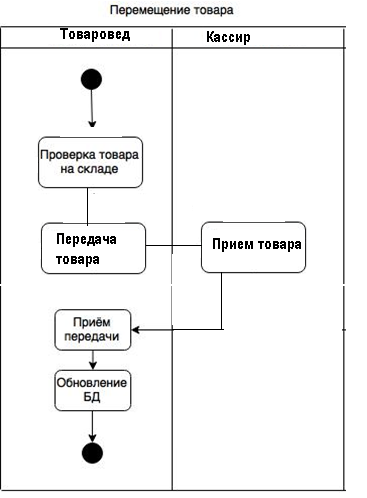 Перемещение товара
Товаровед
Кассир
Проверка товара
на складе
Передача
товара
Прием товара
Приём
передачи
Обновление
БД